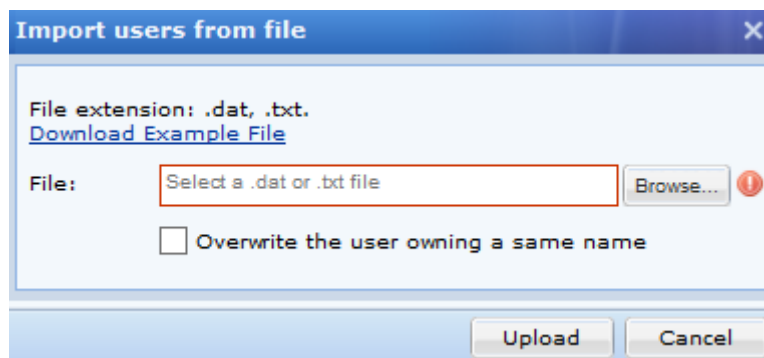 Import users from file
File extension: .dat, .txt.
Download Example File
File: Select a .dat or .txt file Browse...
Overwrite the user owning a same name
Upload Cancel